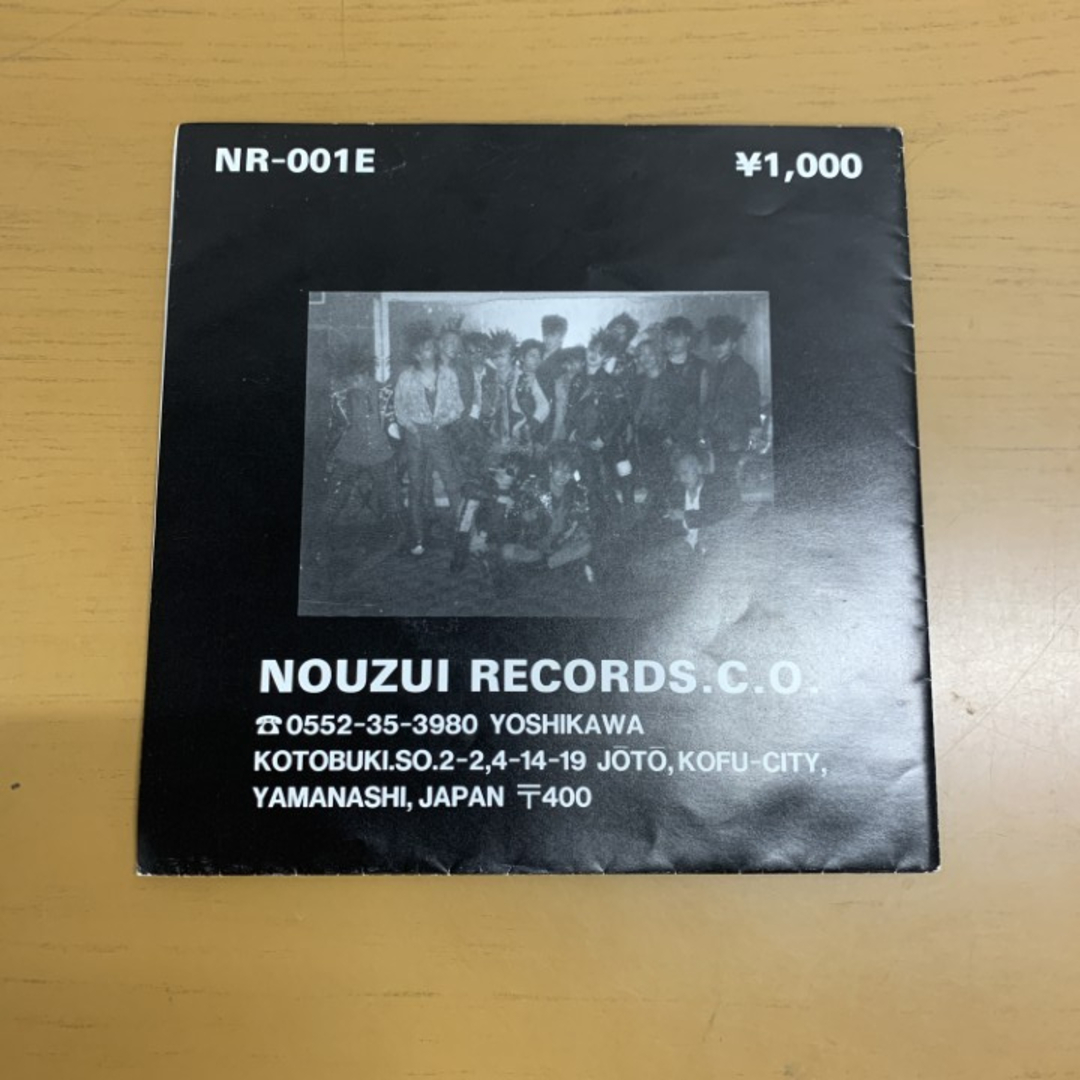 NR-001E
¥1,000
NOUZUI RECORDS.C.O.
☎0552-35-3980 YOSHIKAWA
KOTOBUKI.SO.2-2,4-14-19 JŌTŌ,KOFU-CITY,
YAMANASHI,JAPAN 〒400